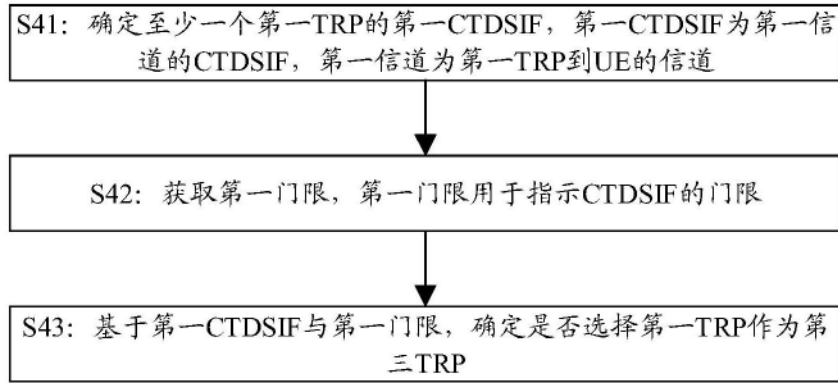 S41：确定至少一个第一TRP的第一CTDSIF，第一CTDSIF为第一信
道的CTDSIF，第一信道为第一TRP到UE的信道
S42：获取第一门限，第一门限用于指示CTDSIF的门限
S43：基于第一CTDSIF与第一门限，确定是否选择第一TRP作为第
三TRP